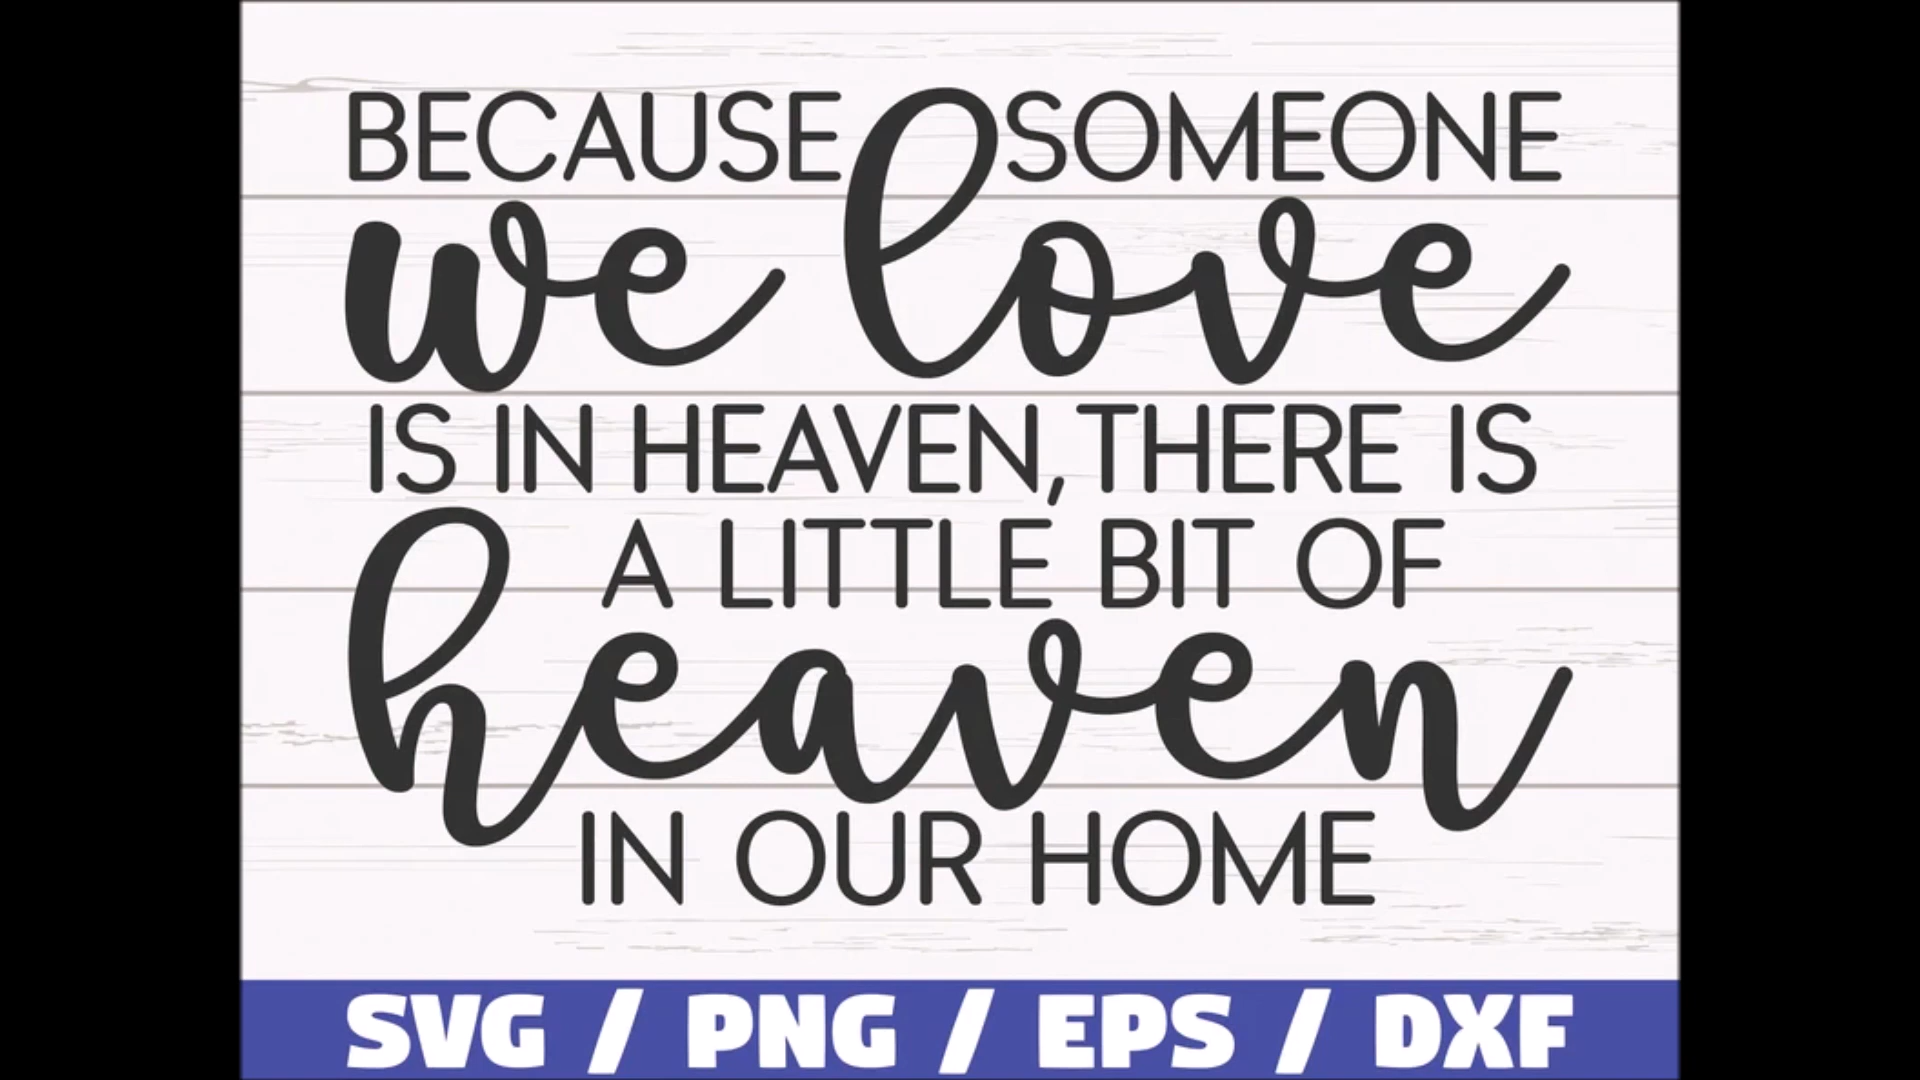 BECAUSE SOMEONE
we love
IS IN HEAVEN, THERE IS
A LITTLE BIT OF
heaven
IN OUR HOME
SVG / PNG / EPS / DXF